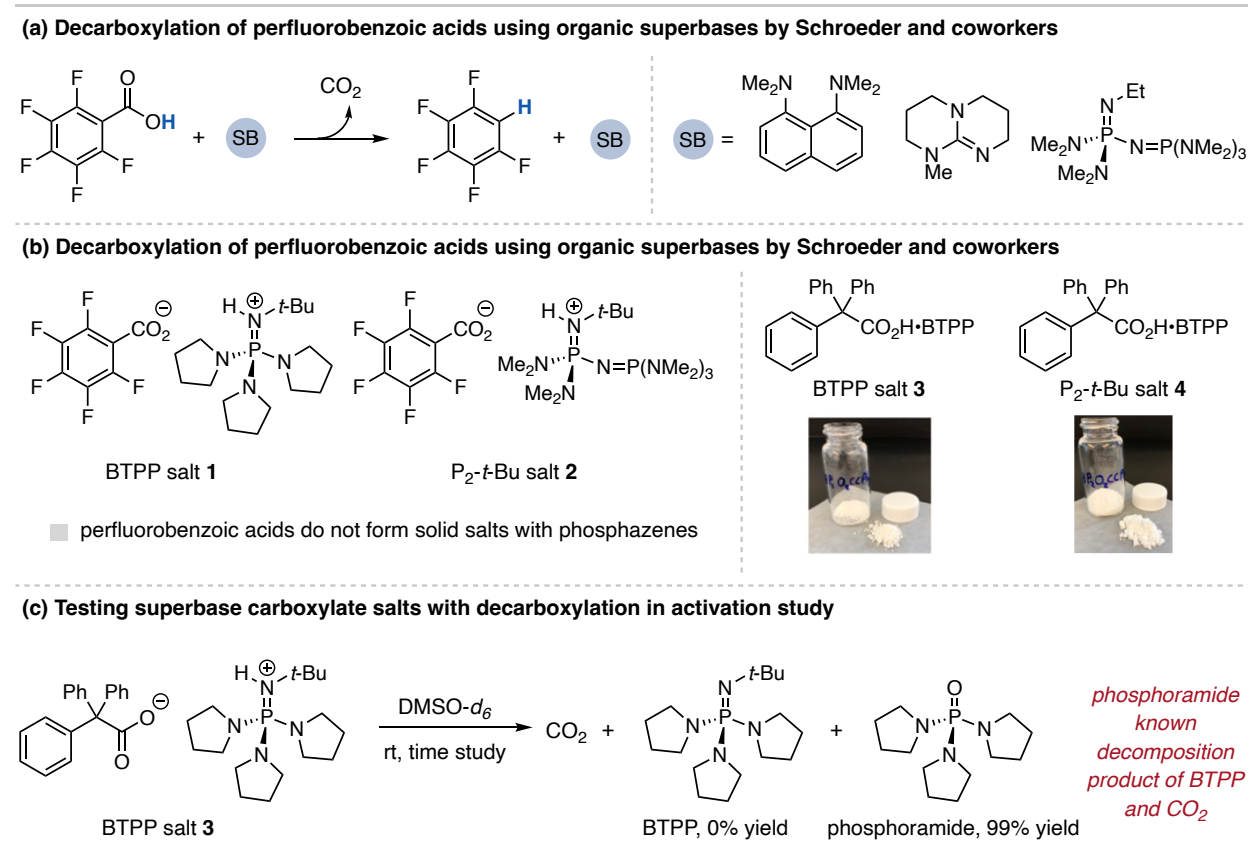 (a) Decarboxylation of perfluorobenzoic acids using organic superbases by Schroeder and coworkers
F
F
F
F
F
O
OH
+
SB
CO2
F
F
F
F
F
H
+
SB
SB =
Me2N
NMe2
N
N
Me
N
N
Et
P
Me2N
Me2N
N=P(NMe2)3
(b) Decarboxylation of perfluorobenzoic acids using organic superbases by Schroeder and coworkers
F
F
F
F
F
CO2
⊖
H
⊕
N
t-Bu
P
N
N
N
BTPP salt 1
F
F
F
F
F
CO2
⊖
H
⊕
N
t-Bu
P
Me2N
Me2N
N=P(NMe2)3
P2-t-Bu salt 2
perfluorobenzoic acids do not form solid salts with phosphazenes
Ph
Ph
CO2H•BTPP
BTPP salt 3
Ph
Ph
CO2H•BTPP
P2-t-Bu salt 4
(c) Testing superbase carboxylate salts with decarboxylation in activation study
Ph
Ph
O
⊖
O
H
⊕
N
t-Bu
P
N
N
N
BTPP salt 3
DMSO-d6
rt, time study
CO2 +
N
t-Bu
P
N
N
N
BTPP, 0% yield
+
O
P
N
N
N
phosphoramide, 99% yield
phosphoramide
known
decomposition
product of BTPP
and CO2